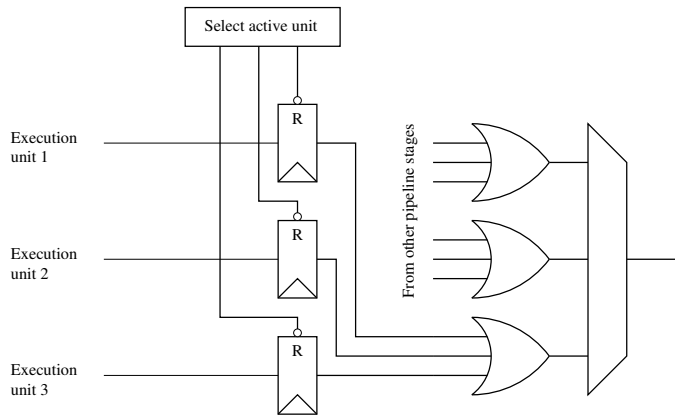 Select active unit
R
Execution
unit 1
From other pipeline stages
R
Execution
unit 2
R
Execution
unit 3